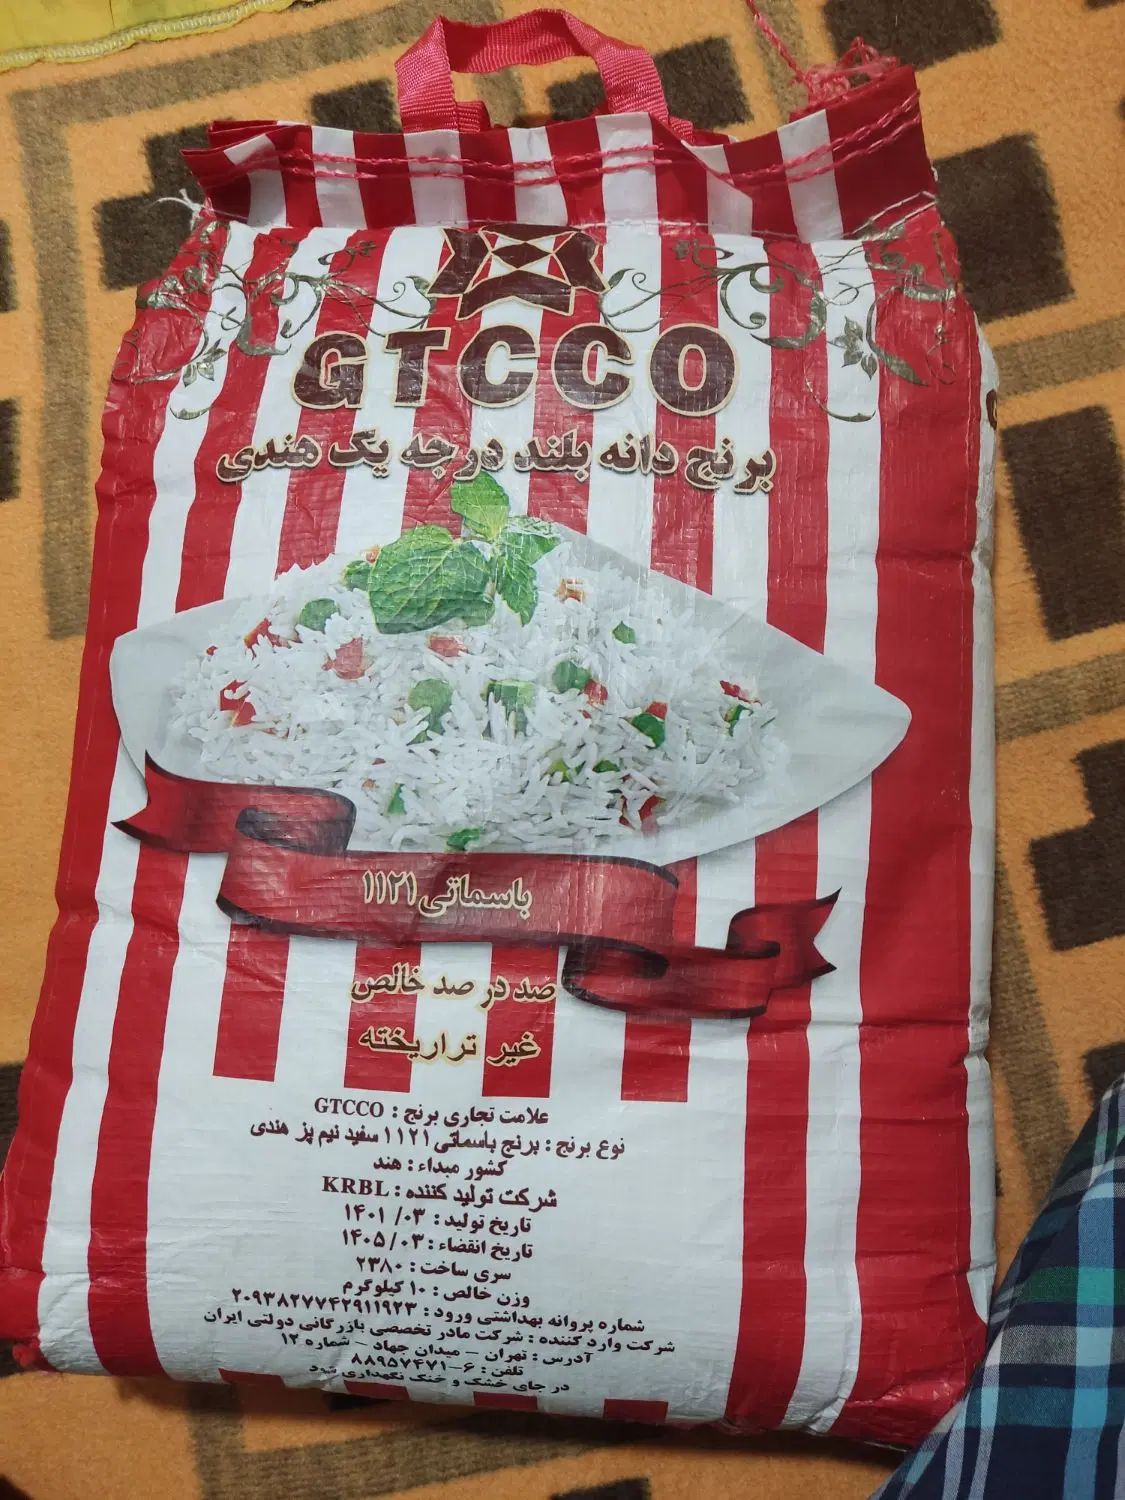 GTCCO
برنج دانه بلند درجه یک هندی
باسماتی ۱۱۲۱
صد در صد خالص
غیر تراریخته
علامت تجاری برنج : GTCCO
نوع برنج : برنج باسماتی ۱۱۲۱ سفید نیم پز هندی
کشور مبداء : هند
شرکت تولید کننده : KRBL
تاریخ تولید : ۱۴۰۱/۰۳
تاریخ انقضاء : ۱۴۰۵/۰۳
سری ساخت : ۲۳۸۰
وزن خالص : ۱۰ کیلوگرم
شماره پروانه بهداشتی ورود : ۲۰۹۳۸۲۷۷۴۲۹۱۱۹۲۳
شرکت وارد کننده : شرکت مادر تخصصی بازرگانی دولتی ایران
آدرس : تهران – میدان جهاد – شماره ۱۲
تلفن : ۶-۸۸۹۵۷۴۷۱
در جای خشک و خنک نگهداری شود